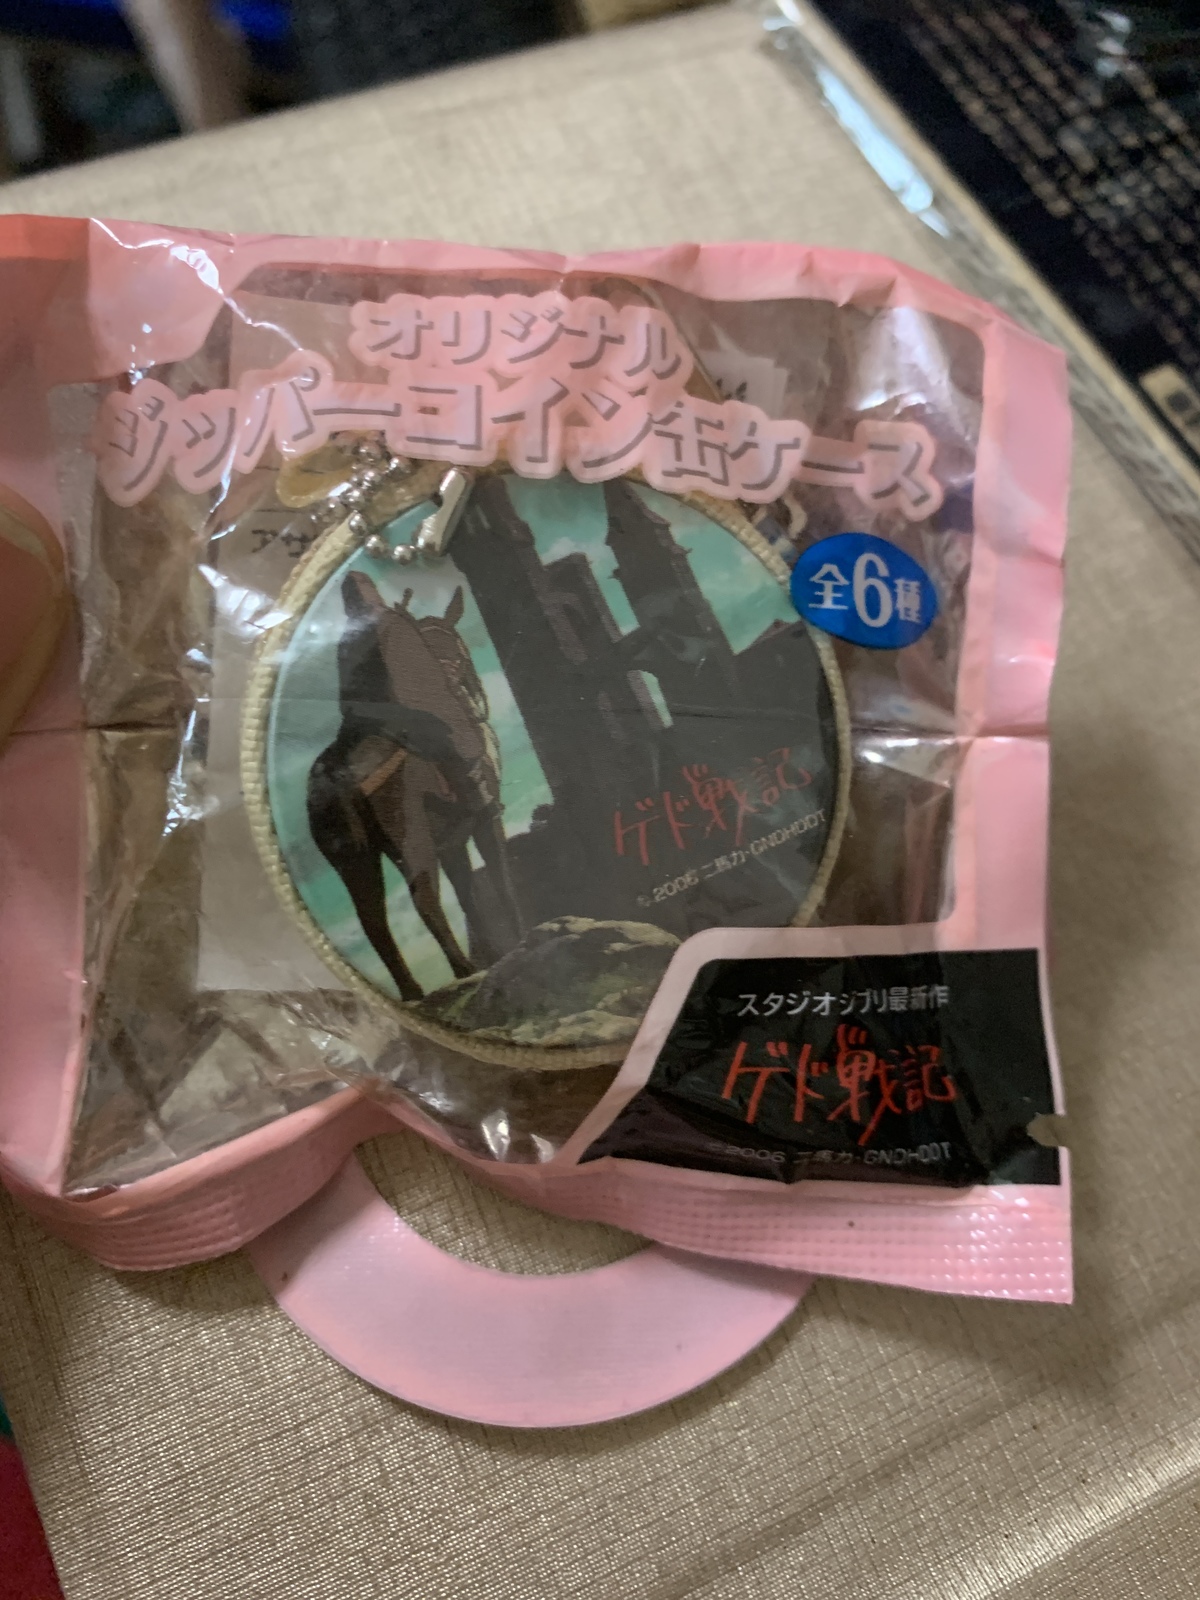 オリジナル
ジッパーコイン缶ケース
アサ
全6種
ゲド戦記
© 2006 二馬力・GNDHDDT
スタジオジブリ最新作
ゲド戦記
© 2006 二馬力・GNDHDDT